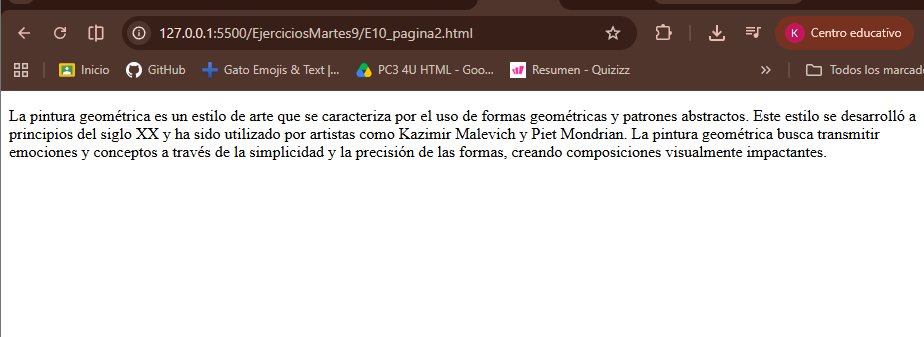 127.0.0.1:5500/EjerciciosMartes9/E10_pagina2.html
K Centro educativo
Inicio GitHub Gato Emojis & Text |... PC3 4U HTML - Goo... Resumen - Quizizz » Todos los marcado
La pintura geométrica es un estilo de arte que se caracteriza por el uso de formas geométricas y patrones abstractos. Este estilo se desarrolló a
principios del siglo XX y ha sido utilizado por artistas como Kazimir Malevich y Piet Mondrian. La pintura geométrica busca transmitir
emociones y conceptos a través de la simplicidad y la precisión de las formas, creando composiciones visualmente impactantes.